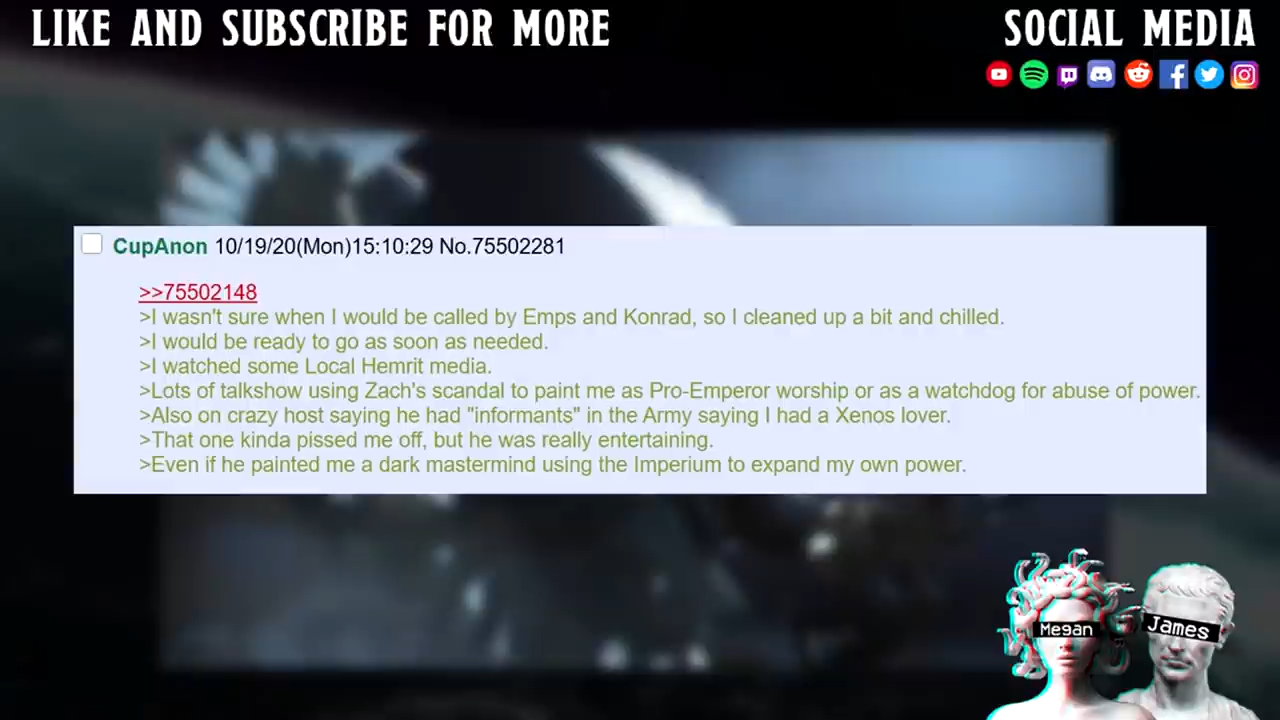 LIKE AND SUBSCRIBE FOR MORE
SOCIAL MEDIA
CupAnon 10/19/20(Mon)15:10:29 No.75502281
>>75502148
>I wasn't sure when I would be called by Emps and Konrad, so I cleaned up a bit and chilled.
>I would be ready to go as soon as needed.
>I watched some Local Hemrit media.
>Lots of talkshow using Zach's scandal to paint me as Pro-Emperor worship or as a watchdog for abuse of power.
>Also on crazy host saying he had "informants" in the Army saying I had a Xenos lover.
>That one kinda pissed me off, but he was really entertaining.
>Even if he painted me a dark mastermind using the Imperium to expand my own power.
Megan
James